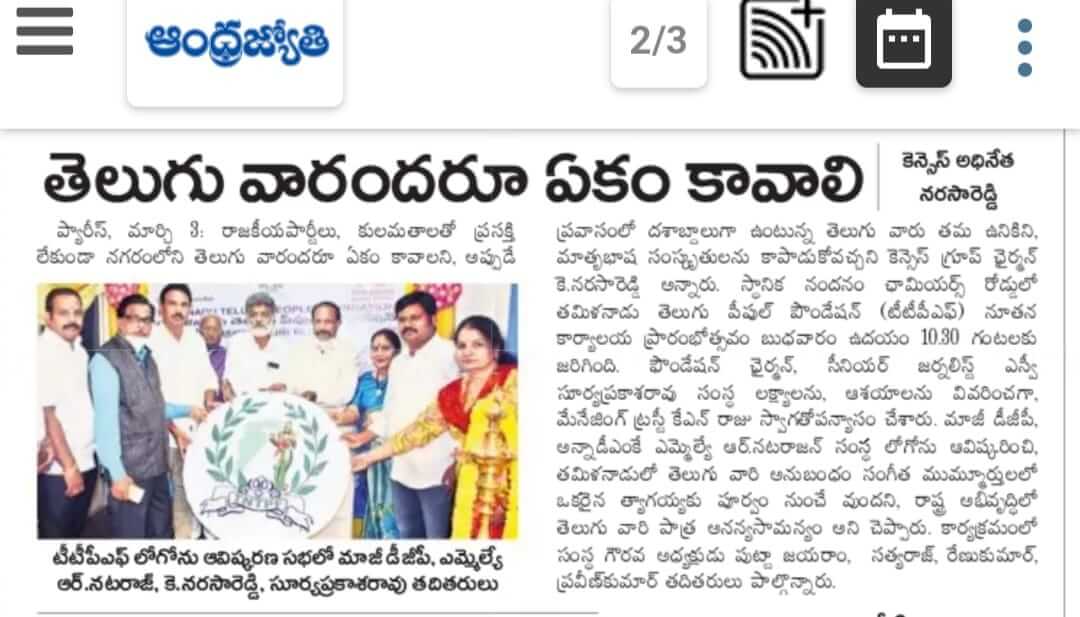 ఆంధ్రజ్యోతి
2/3
తెలుగు వారందరూ ఏకం కావాలి
కెన్సెస్ అధినేత
నరసారెడ్డి
ప్యారీస్, మార్చి 3: రాజకీయపార్టీలు, కులమతాలతో ప్రసక్తి
లేకుండా నగరంలోని తెలుగు వారందరూ ఏకం కావాలని, అప్పుడే
NADU TELUGU PEOPLE
టీటీపీఎఫ్
టీటీపీఎఫ్ లోగోను ఆవిష్కరణ సభలో మాజీ డీజీపీ, ఎమ్మెల్యే
ఆర్.నటరాజ్, కె.నరసారెడ్డి, సూర్యప్రకాశరావు తదితరులు
ప్రవాసంలో దశాబ్దాలుగా ఉంటున్న తెలుగు వారు తమ ఉనికిని,
మాతృభాష సంస్కృతులను కాపాడుకోవచ్చని కెన్సెస్ గ్రూప్ ఛైర్మన్
కె.నరసారెడ్డి అన్నారు. స్థానిక నందనం ఛామియర్స్ రోడ్డులో
తమిళనాడు తెలుగు పీపుల్ ఫౌండేషన్ (టీటీపీఎఫ్) నూతన
కార్యాలయ ప్రారంభోత్సవం బుధవారం ఉదయం 10.30 గంటలకు
జరిగింది. ఫౌండేషన్ ఛైర్మన్, సీనియర్ జర్నలిస్ట్ ఎస్వీ
సూర్యప్రకాశరావు సంస్థ లక్ష్యాలను, ఆశయాలను వివరించగా,
మేనేజింగ్ ట్రస్టీ కేఎన్ రాజు స్వాగతోపన్యాసం చేశారు. మాజీ డీజీపీ,
అన్నాడీఎంకే ఎమ్మెల్యే ఆర్.నటరాజన్ సంస్థ లోగోను ఆవిష్కరించి,
తమిళనాడులో తెలుగు వారి అనుబంధం సంగీత ముమ్మూర్తులలో
ఒకరైన త్యాగయ్యకు పూర్వం నుంచే వుందని, రాష్ట్ర అభివృద్ధిలో
తెలుగు వారి పాత్ర అనన్యసామన్యం అని చెప్పారు. కార్యక్రమంలో
సంస్థ గౌరవ అధ్యక్షుడు పుట్టా జయరాం, సత్యరాజ్, రేణుకుమార్,
ప్రవీణ్‌కుమార్ తదితరులు పాల్గొన్నారు.